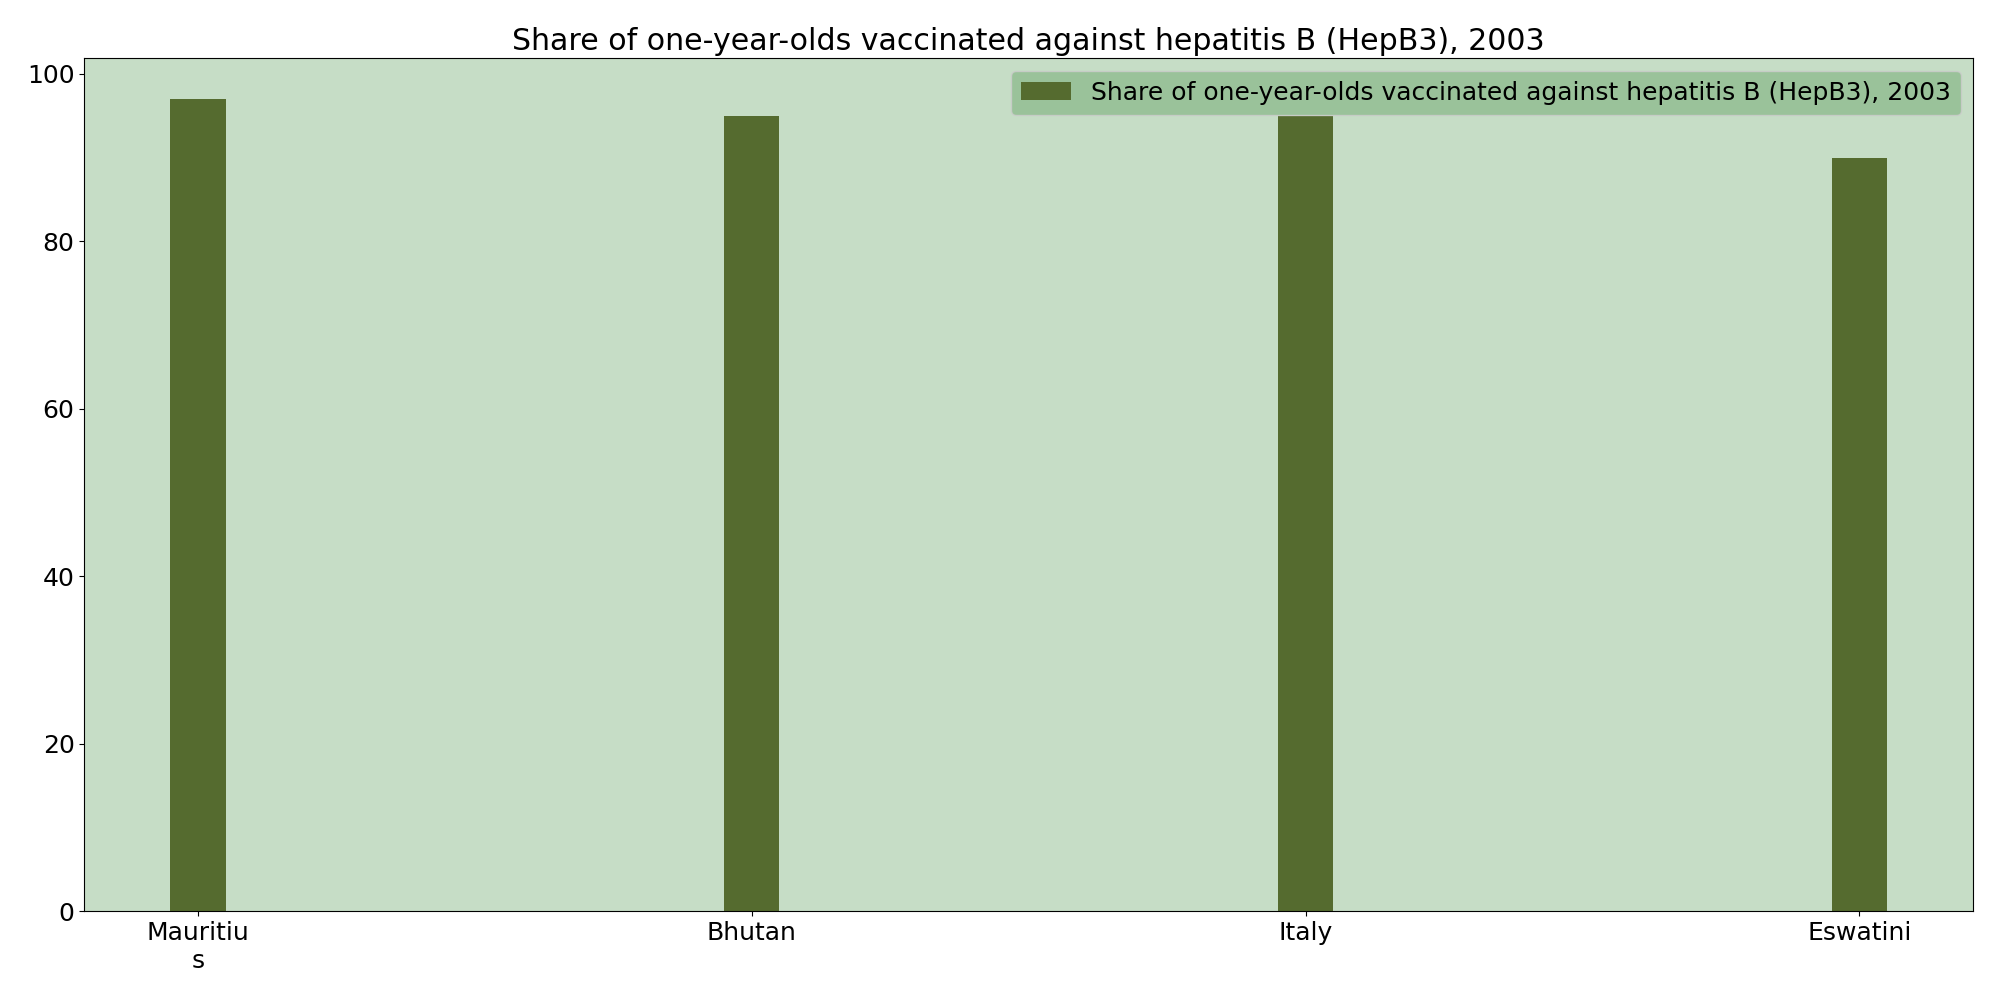 Share of one-year-olds vaccinated against hepatitis B (HepB3), 2003
Share of one-year-olds vaccinated against hepatitis B (HepB3), 2003
100
80
60
40
20
0
Mauritiu
s
Bhutan
Italy
Eswatini